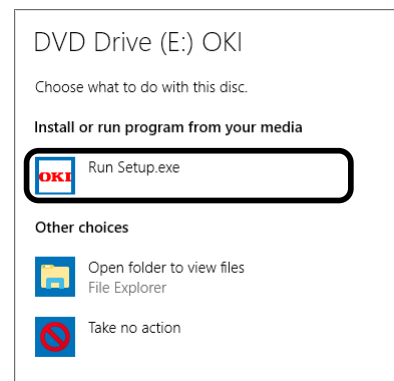 DVD Drive (E:) OKI
Choose what to do with this disc.
Install or run program from your media
OKI
Run Setup.exe
Other choices
Open folder to view files
File Explorer
Take no action